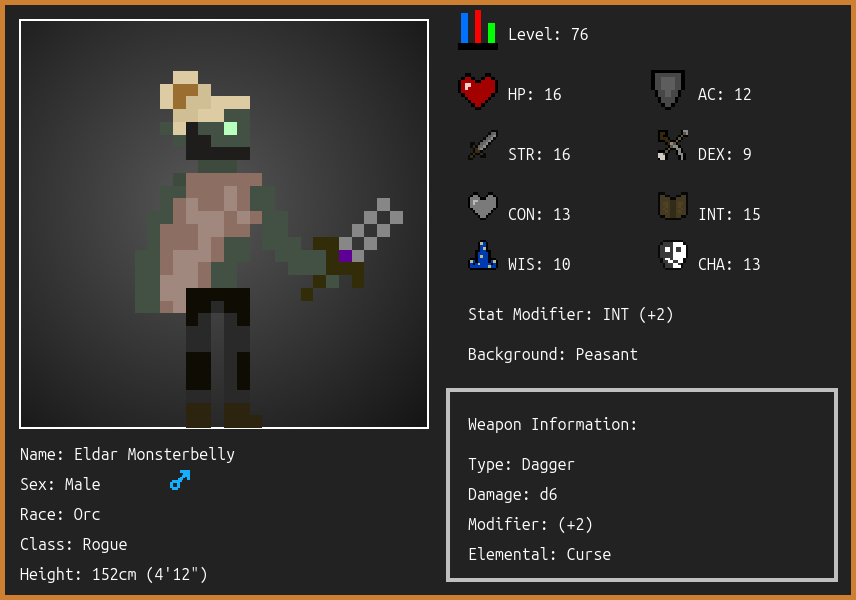 Level: 76
HP: 16
AC: 12
STR: 16
DEX: 9
CON: 13
INT: 15
WIS: 10
CHA: 13
Stat Modifier: INT (+2)
Background: Peasant
Weapon Information:
Type: Dagger
Damage: d6
Modifier: (+2)
Elemental: Curse
Name: Eldar Monsterbelly
Sex: Male
Race: Orc
Class: Rogue
Height: 152cm (4'12")